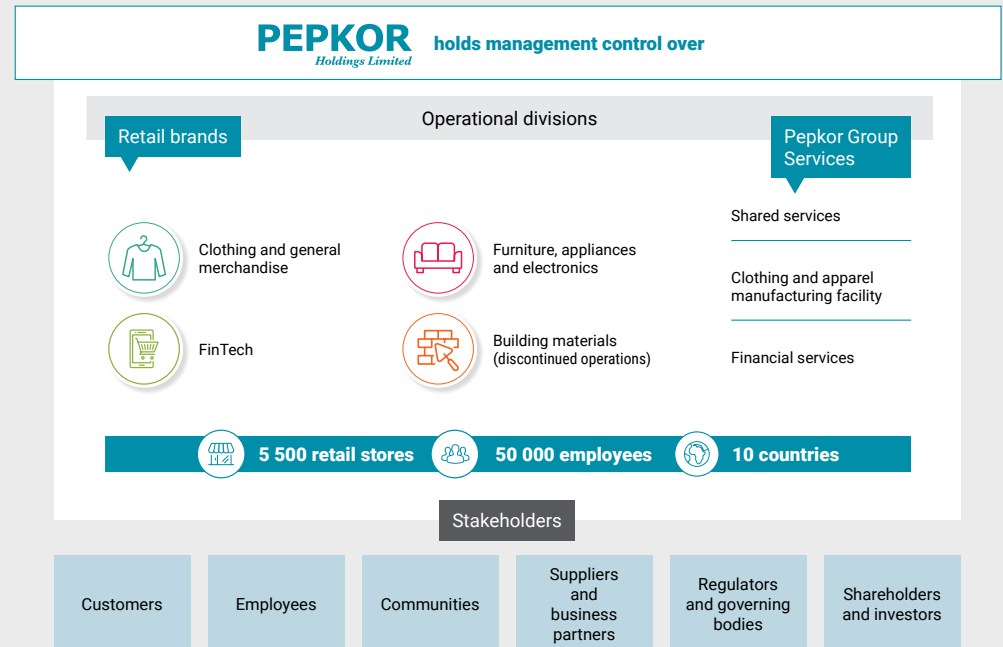 PEPKOR
Holdings Limited
holds management control over
Operational divisions
Retail brands
Pepkor Group
Services
Clothing and general
merchandise
Furniture, appliances
and electronics
FinTech
Building materials
(discontinued operations)
Shared services
Clothing and apparel
manufacturing facility
Financial services
5 500 retail stores
50 000 employees
10 countries
Stakeholders
Customers
Employees
Communities
Suppliers
and
business
partners
Regulators
and governing
bodies
Shareholders
and investors